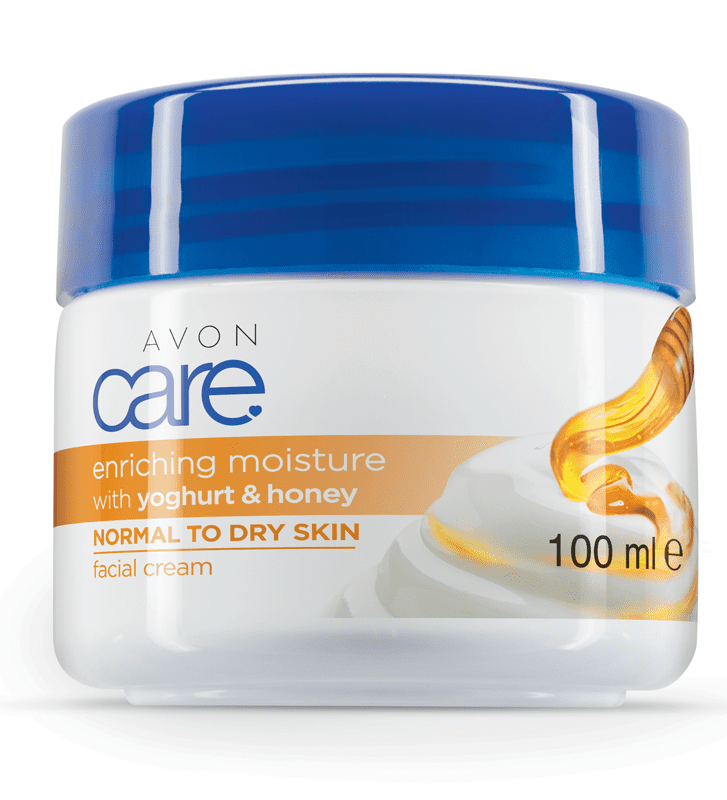 AVON
care
enriching moisture
with yoghurt & honey
NORMAL TO DRY SKIN
facial cream
100 ml ℮